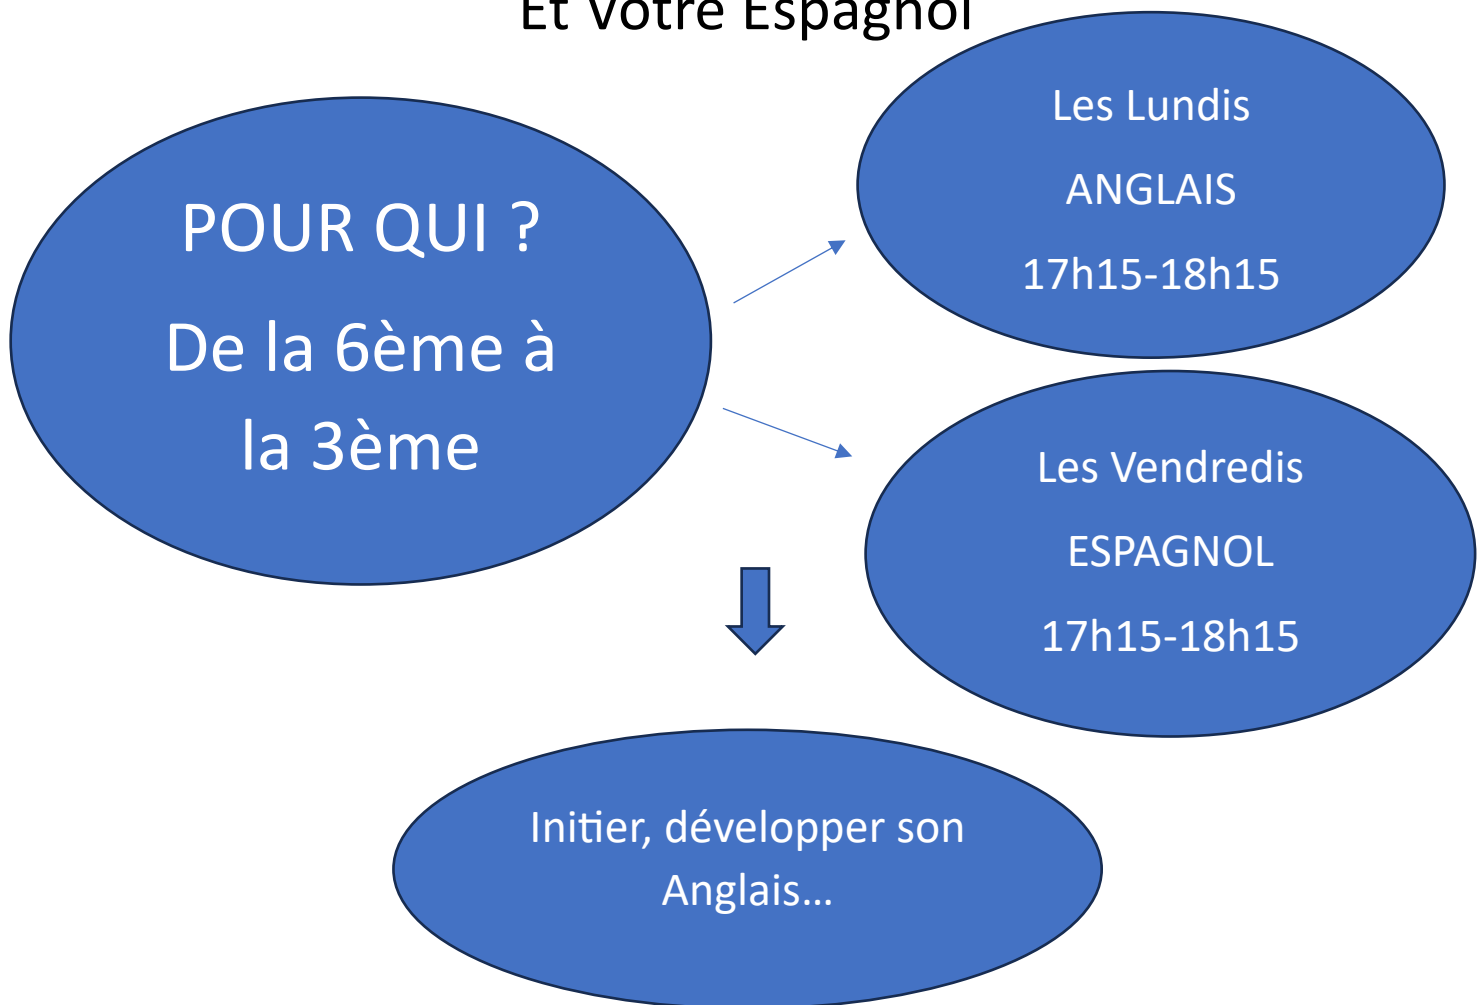 Et Votre Espagnol
POUR QUI ?
De la 6ème à
la 3ème
Les Lundis
ANGLAIS
17h15-18h15
Les Vendredis
ESPAGNOL
17h15-18h15
Initier, développer son
Anglais…